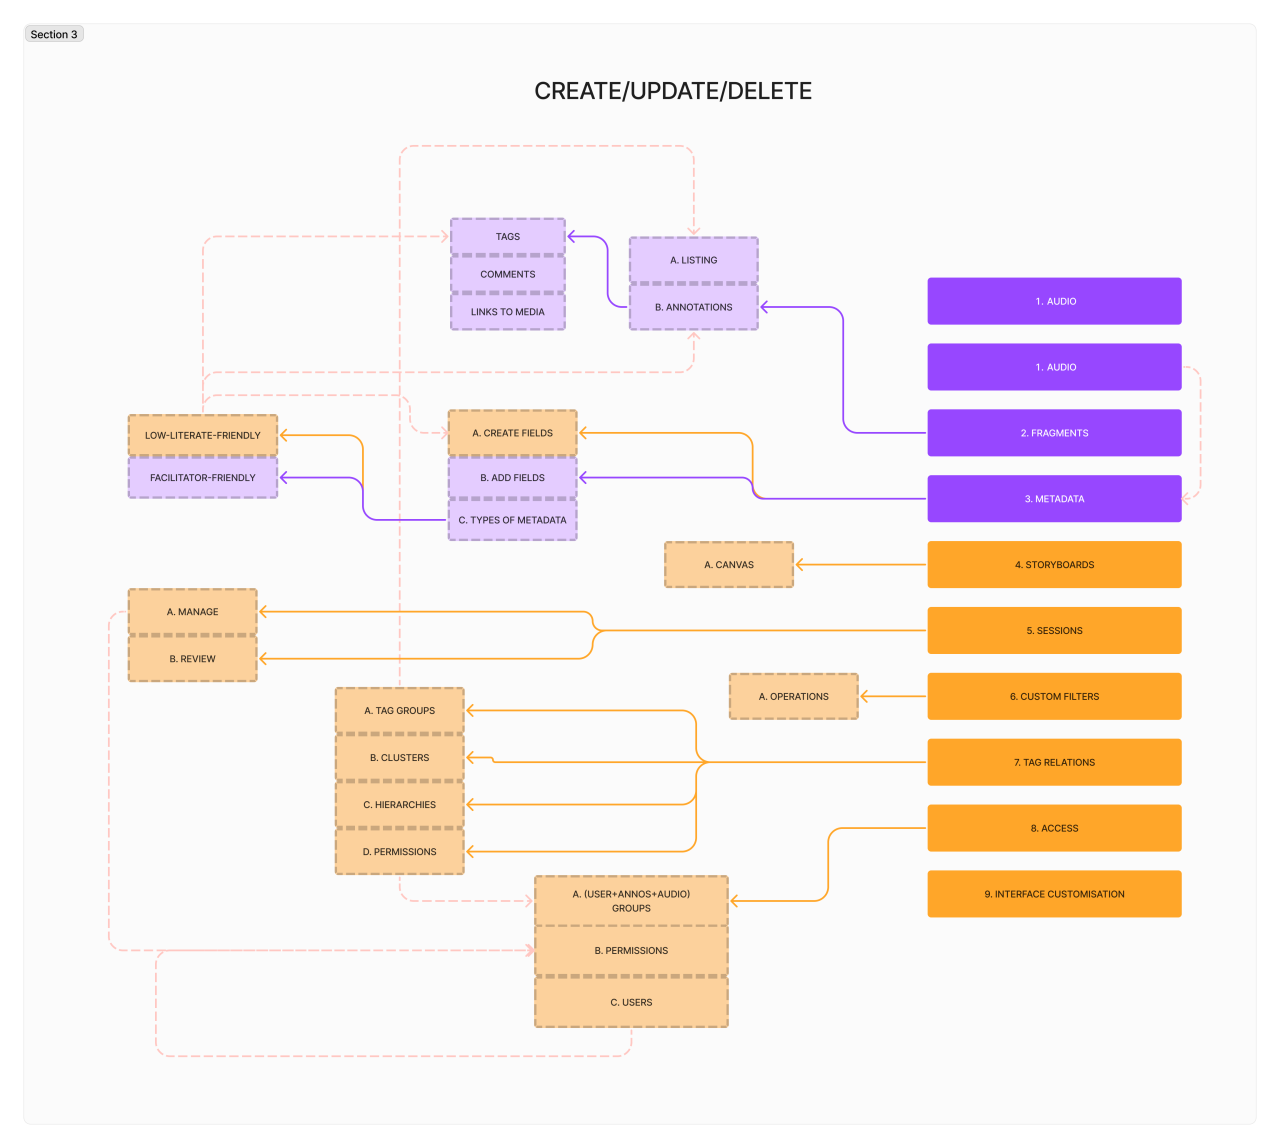 Section 3
CREATE/UPDATE/DELETE
TAGS
COMMENTS
LINKS TO MEDIA
A. LISTING
B. ANNOTATIONS
1. AUDIO
1. AUDIO
2. FRAGMENTS
3. METADATA
4. STORYBOARDS
5. SESSIONS
6. CUSTOM FILTERS
7. TAG RELATIONS
8. ACCESS
9. INTERFACE CUSTOMISATION
LOW-LITERATE-FRIENDLY
FACILITATOR-FRIENDLY
A. CREATE FIELDS
B. ADD FIELDS
C. TYPES OF METADATA
A. CANVAS
A. MANAGE
B. REVIEW
A. OPERATIONS
A. TAG GROUPS
B. CLUSTERS
C. HIERARCHIES
D. PERMISSIONS
A. (USER+ANNOS+AUDIO)
GROUPS
B. PERMISSIONS
C. USERS